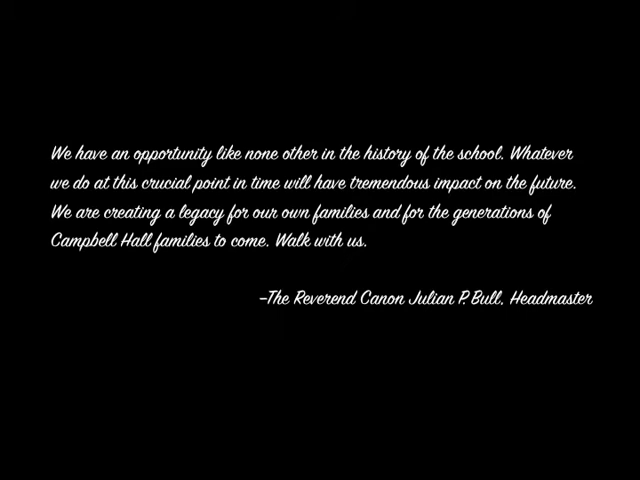 We have an opportunity like none other in the history of the school. Whatever
we do at this crucial point in time will have tremendous impact on the future.
We are creating a legacy for our own families and for the generations of
Campbell Hall families to come. Walk with us.
–The Reverend Canon Julian P. Bull, Headmaster